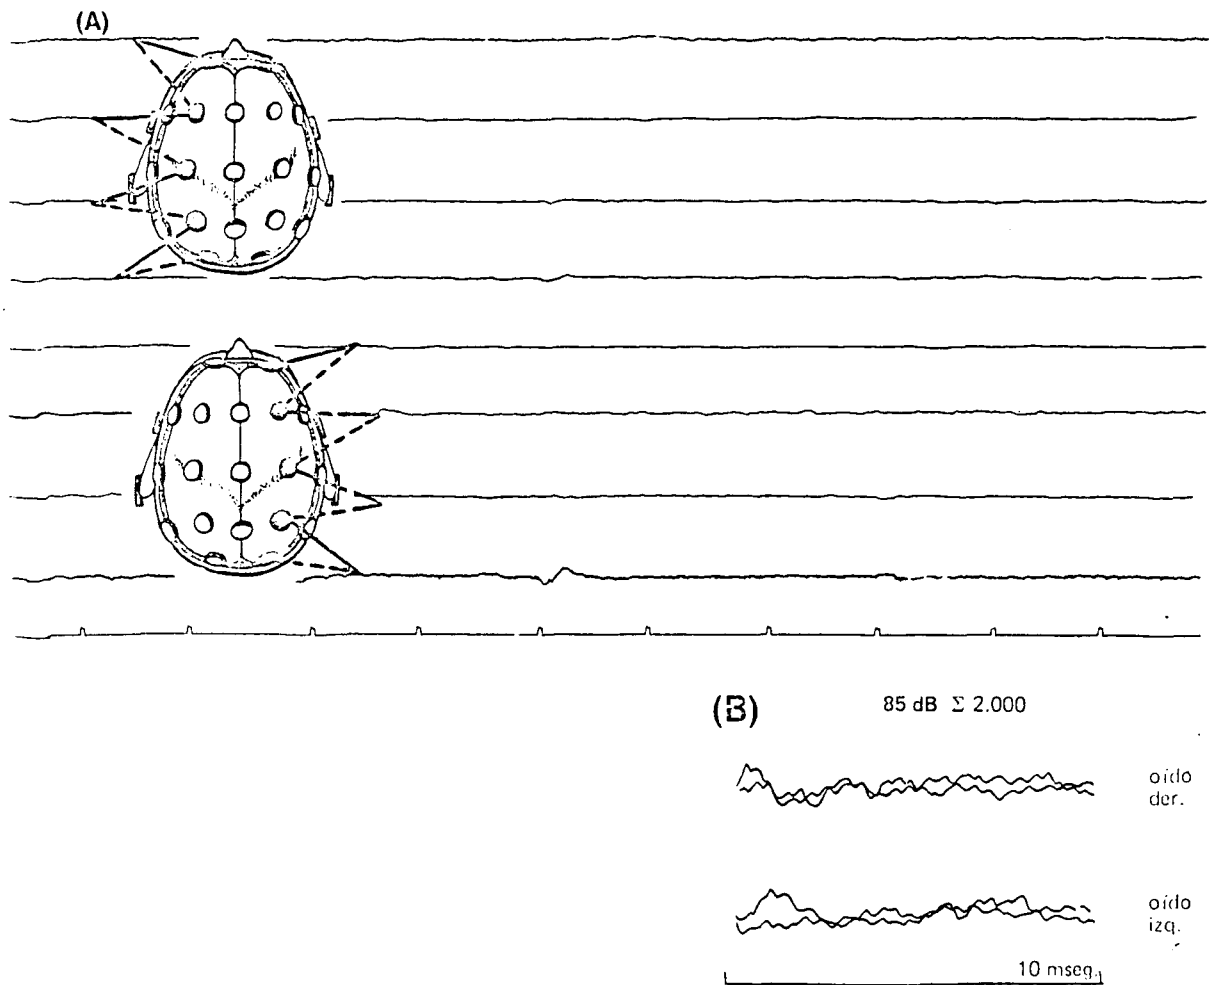 (A)
(B)
85 dB Σ 2.000
oído
der.
oído
izq.
10 mseg.